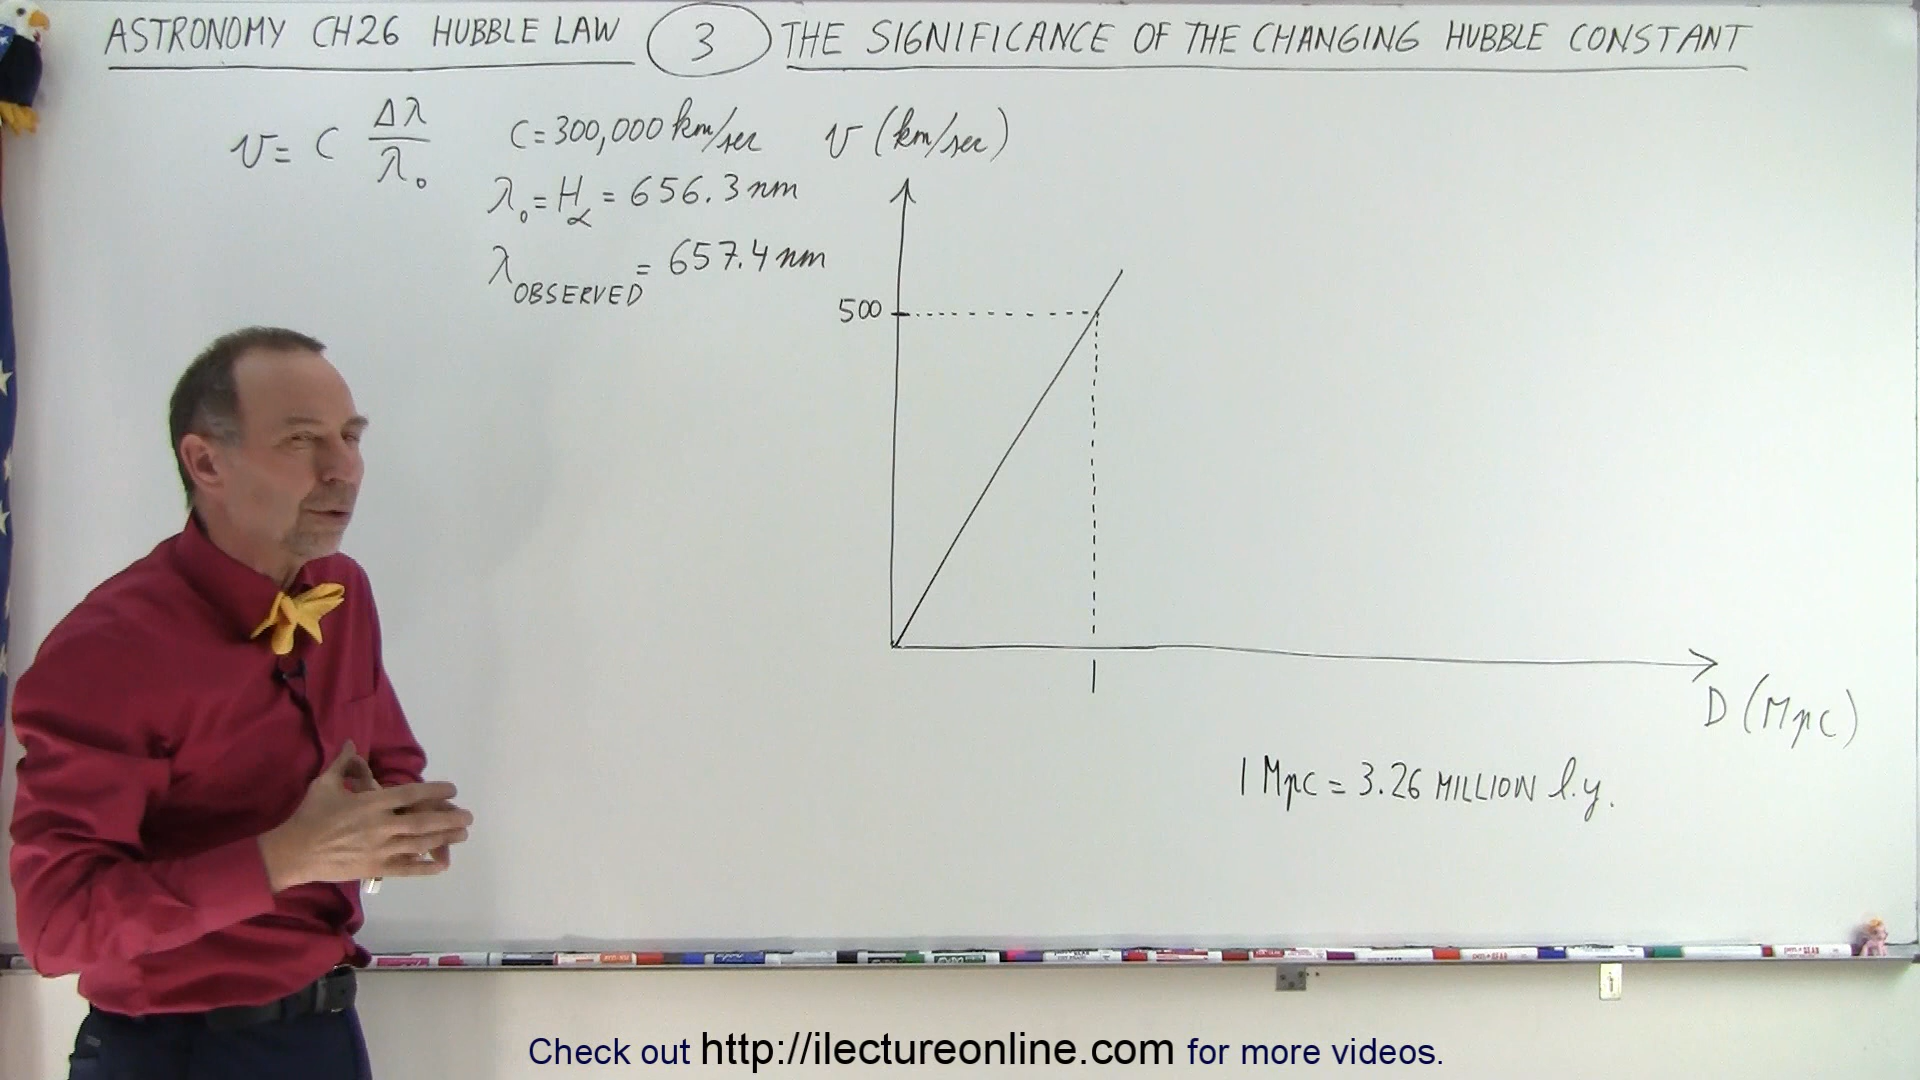 ASTRONOMY CH26 HUBBLE LAW 3 THE SIGNIFICANCE OF THE CHANGING HUBBLE CONSTANT
v = c Δλ/λ₀
c = 300,000 km/sec
λ₀ = Hα = 656.3 nm
λ OBSERVED = 657.4 nm
v (km/sec)
500
1
D (Mpc)
1 Mpc = 3.26 MILLION l.y.
Check out http://ilectureonline.com for more videos.